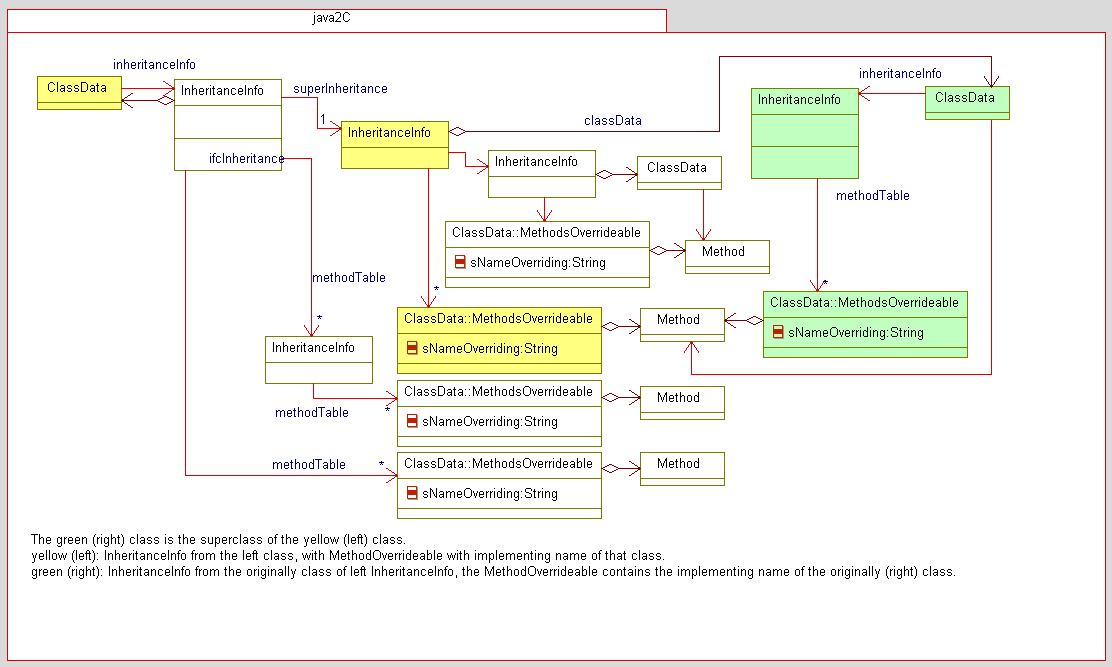 java2C
inheritanceInfo
ClassData
InheritanceInfo
superInheritance
1
InheritanceInfo
classData
inheritanceInfo
InheritanceInfo
ClassData
ifcInheritance
InheritanceInfo
ClassData
methodTable
ClassData::MethodsOverrideable
sNameOverriding:String
Method
methodTable
*
*
*
ClassData::MethodsOverrideable
sNameOverriding:String
Method
ClassData::MethodsOverrideable
sNameOverriding:String
InheritanceInfo
ClassData::MethodsOverrideable
sNameOverriding:String
Method
methodTable
*
ClassData::MethodsOverrideable
sNameOverriding:String
Method
methodTable
*
The green (right) class is the superclass of the yellow (left) class.
yellow (left): InheritanceInfo from the left class, with MethodOverrideable with implementing name of that class.
green (right): InheritanceInfo from the originally class of left InheritanceInfo, the MethodOverrideable contains the implementing name of the originally (right) class.